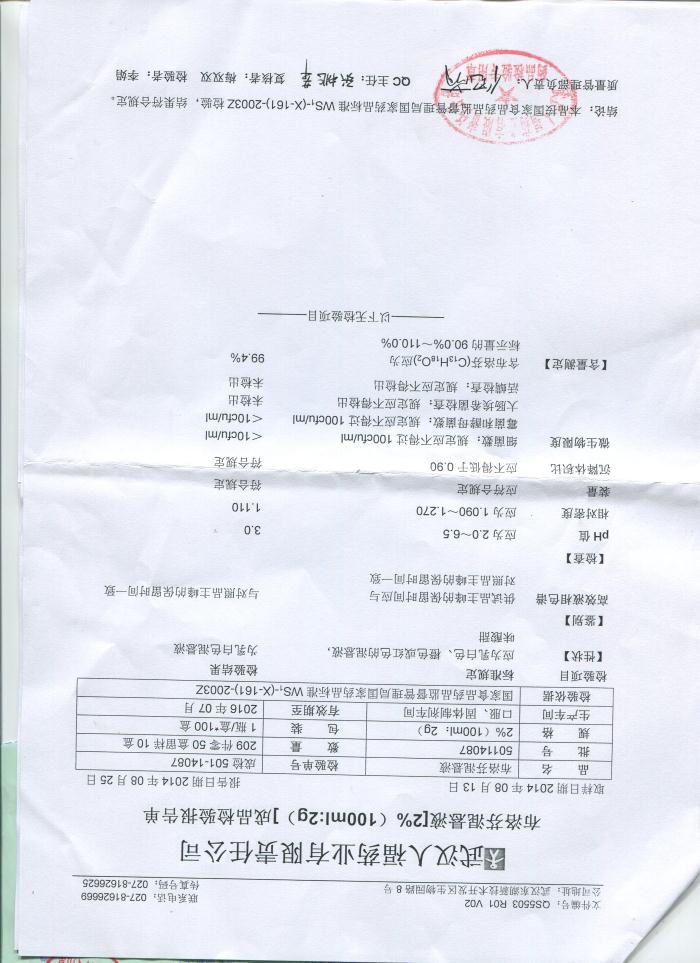 文件编号：QS5503 R01 V02 联系电话：027-81626669
公司地址：武汉东湖新技术开发区生物园路8号 传真号码：027-81626625
武汉人福药业有限责任公司
布洛芬混悬液[2%（100ml:2g）]成品检验报告单
取样日期 2014 年 08 月 13 日 报告日期 2014 年 08 月 25 日
品 名 布洛芬混悬液 检验单号 成检 501-14087
批 号 50114087 数 量 209 件零 50 盒留样 10 盒
规 格 2%（100ml：2g） 包 装 1 瓶/盒*100 盒
生产车间 口服、固体制剂车间 有效期至 2016 年 07 月
检验依据 国家食品药品监督管理局国家药品标准 WS₁-(X-161)-2003Z
检验项目 标准规定 检验结果
【性状】 应为乳白色、橙色或红色的混悬液， 为乳白色混悬液
味甜酸
【鉴别】
高效液相色谱 供试品主峰的保留时间应与 与对照品主峰的保留时间一致
对照品主峰的保留时间一致
【检查】
pH 值 应为 2.0～6.5 3.0
相对密度 应为 1.090～1.270 1.110
装量 应符合规定 符合规定
沉降体积比 应不得低于 0.90 符合规定
微生物限度 细菌数：规定应不得过 100cfu/ml ＜10cfu/ml
霉菌和酵母菌数：规定应不得过 100cfu/ml ＜10cfu/ml
大肠埃希菌检查：规定应不得检出 未检出
活螨检查：规定应不得检出 未检出
【含量测定】 含布洛芬(C₁₃H₁₈O₂)应为 99.4%
标示量的 90.0%～110.0%
以下无检验项目
结论：本品按国家食品药品监督管理局国家药品标准 WS₁-(X-161)-2003Z 检验，结果符合规定。
质量管理部负责人： QC 主任： 复核者：梅双双 检验者：李娟
药品检验专用章